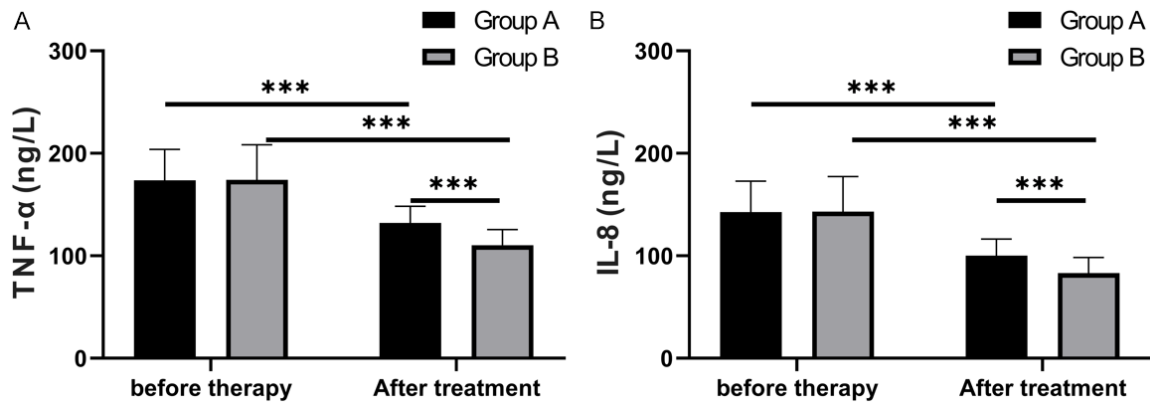 A
Group A
Group B
TNF-α (ng/L)
300
200
100
0
***
***
***
before therapy
After treatment
B
Group A
Group B
IL-8 (ng/L)
300
200
100
0
***
***
***
before therapy
After treatment